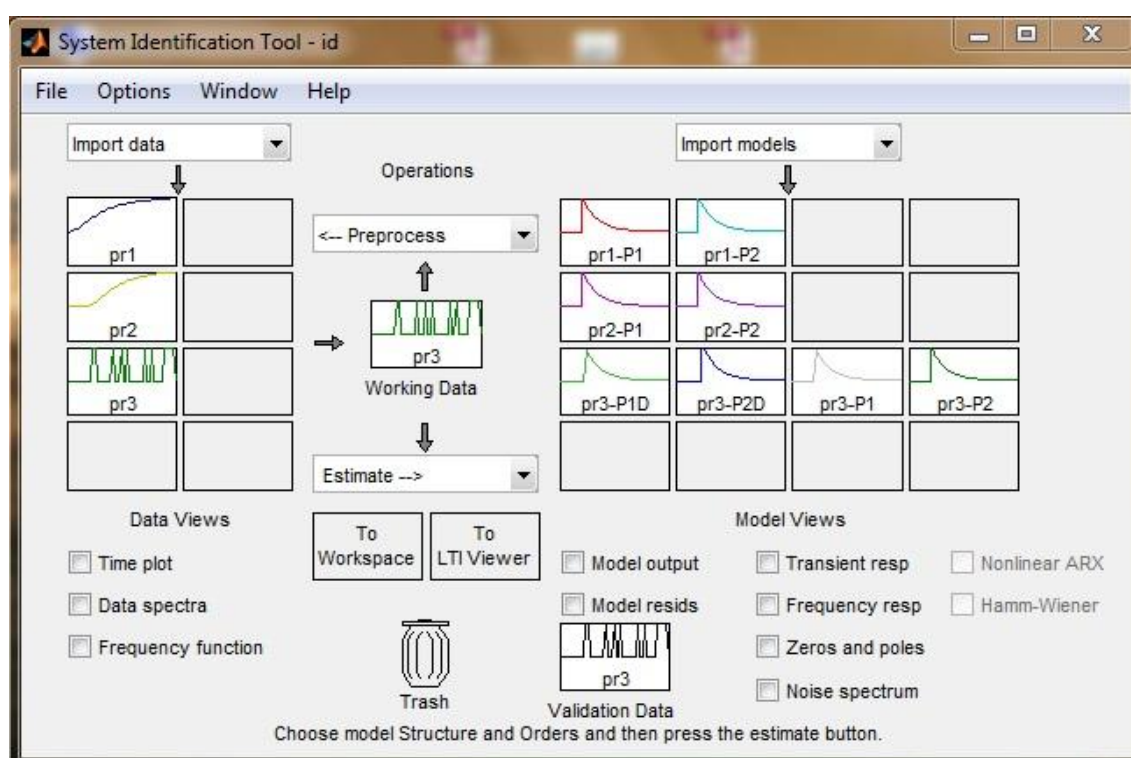 System Identification Tool - id
File Options Window Help
Import data
Import models
Operations
<-- Preprocess
pr1
pr1-P1
pr1-P2
pr2
pr2-P1
pr2-P2
pr3
Working Data
pr3
pr3-P1D
pr3-P2D
pr3-P1
pr3-P2
Estimate -->
Data Views
Model Views
To Workspace
To LTI Viewer
Time plot
Model output
Transient resp
Nonlinear ARX
Data spectra
Model resids
Frequency resp
Hamm-Wiener
Frequency function
Zeros and poles
pr3
Noise spectrum
Trash
Validation Data
Choose model Structure and Orders and then press the estimate button.